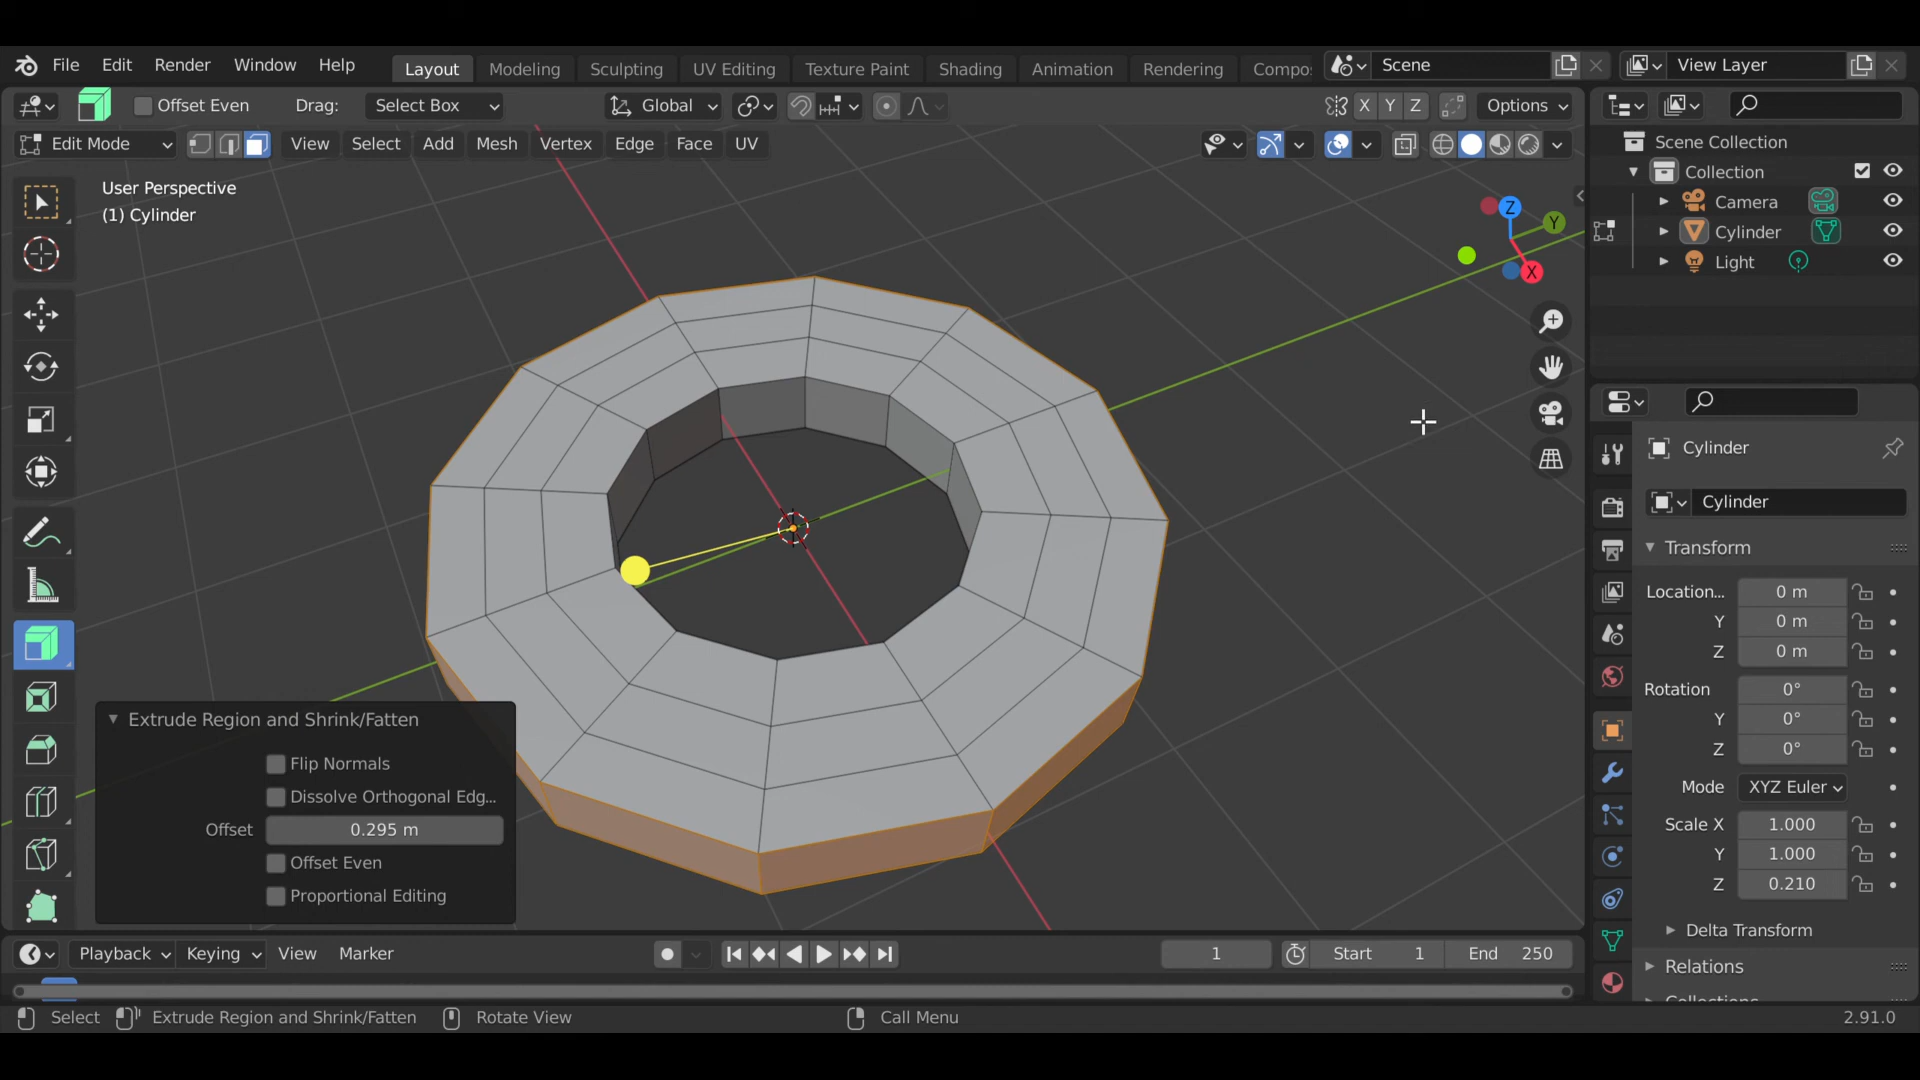 File Edit Render Window Help Layout Modeling Sculpting UV Editing Texture Paint Shading Animation Rendering Compo Scene View Layer
Offset Even Drag: Select Box Global X Y Z Options
Edit Mode View Select Add Mesh Vertex Edge Face UV
User Perspective
(1) Cylinder
Z
Y
X
Scene Collection
Collection
Camera
Cylinder
Light
Cylinder
Cylinder
Transform
Location... 0 m
Y 0 m
Z 0 m
Rotation 0°
Y 0°
Z 0°
Mode XYZ Euler
Scale X 1.000
Y 1.000
Z 0.210
Delta Transform
Relations
Collections
Extrude Region and Shrink/Fatten
Flip Normals
Dissolve Orthogonal Edg...
Offset 0.295 m
Offset Even
Proportional Editing
Playback Keying View Marker 1 Start 1 End 250
Select Extrude Region and Shrink/Fatten Rotate View Call Menu 2.91.0